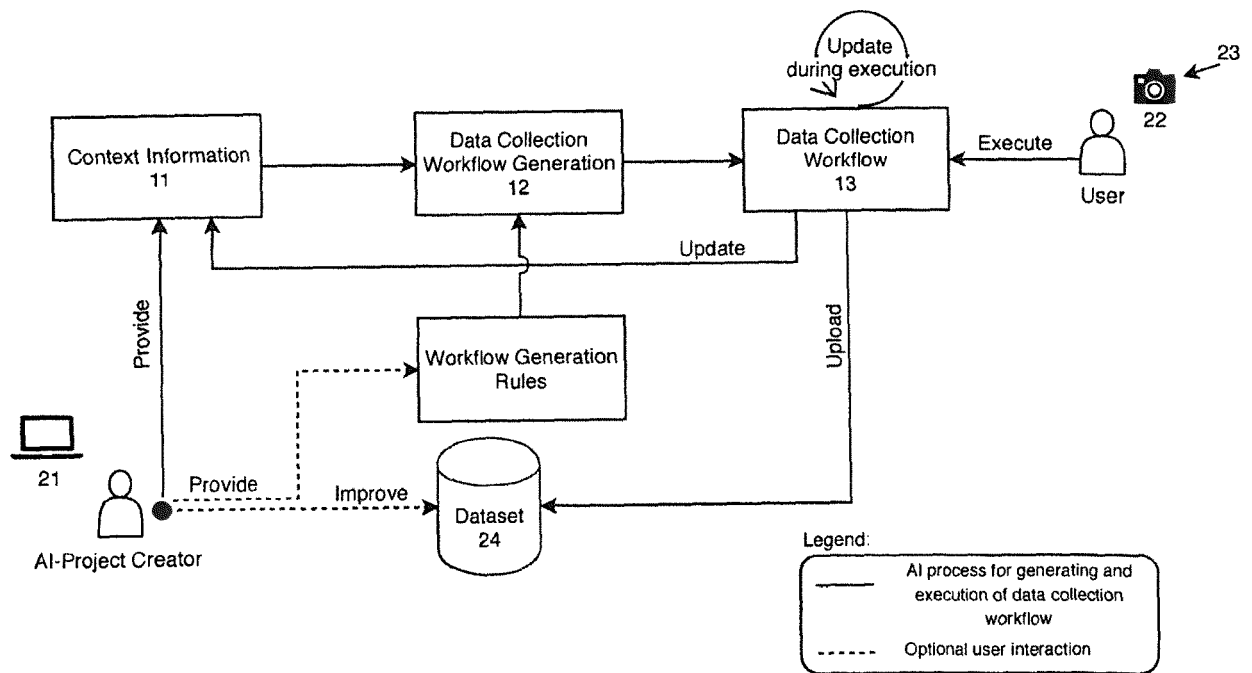 Update
during execution
23
22
Context Information
11
Data Collection
Workflow Generation
12
Data Collection
Workflow
13
Execute
User
Update
Provide
Upload
Workflow Generation
Rules
21
Provide
Improve
Dataset
24
AI-Project Creator
Legend:
AI process for generating and
execution of data collection
workflow
Optional user interaction